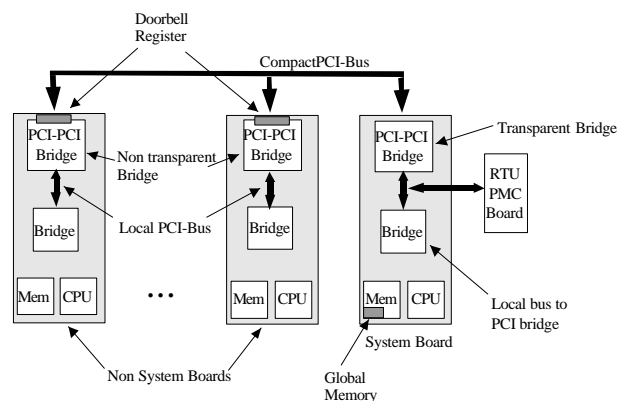 Doorbell
Register
CompactPCI-Bus
PCI-PCI
Bridge
Non transparent
Bridge
PCI-PCI
Bridge
PCI-PCI
Bridge
Transparent Bridge
RTU
PMC
Board
Bridge
Local PCI-Bus
Bridge
Bridge
Mem
CPU
•••
Mem
CPU
Mem
CPU
Local bus to
PCI bridge
Non System Boards
System Board
Global
Memory